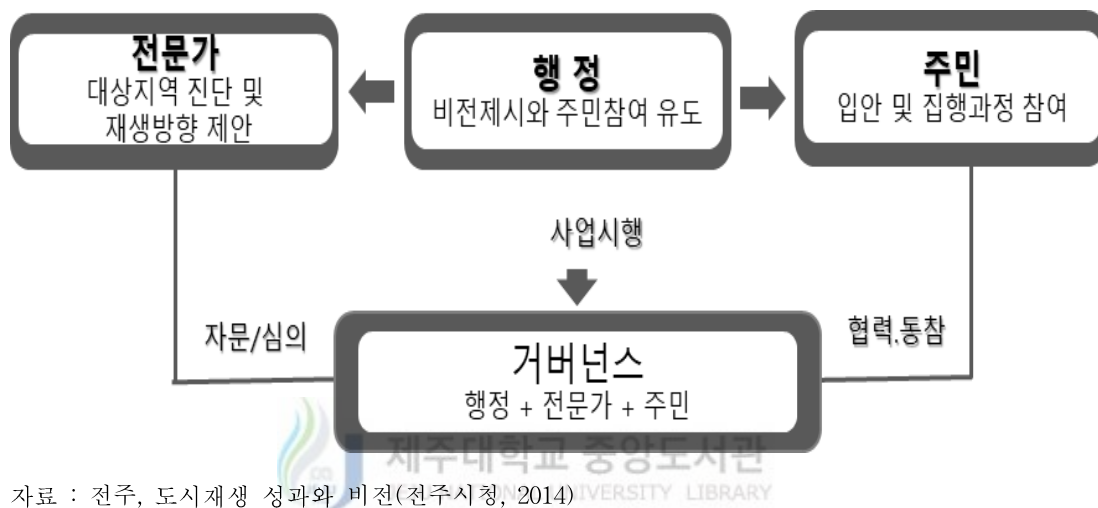 전문가
대상지역 진단 및
재생방향 제안
행 정
비전제시와 주민참여 유도
주민
입안 및 집행과정 참여
사업시행
자문/심의
협력.동참
거버넌스
행정 + 전문가 + 주민
제주대학교 중앙도서관
자료 : 전주, 도시재생 성과와 비전(전주시청, 2014)
UNIVERSITY LIBRARY